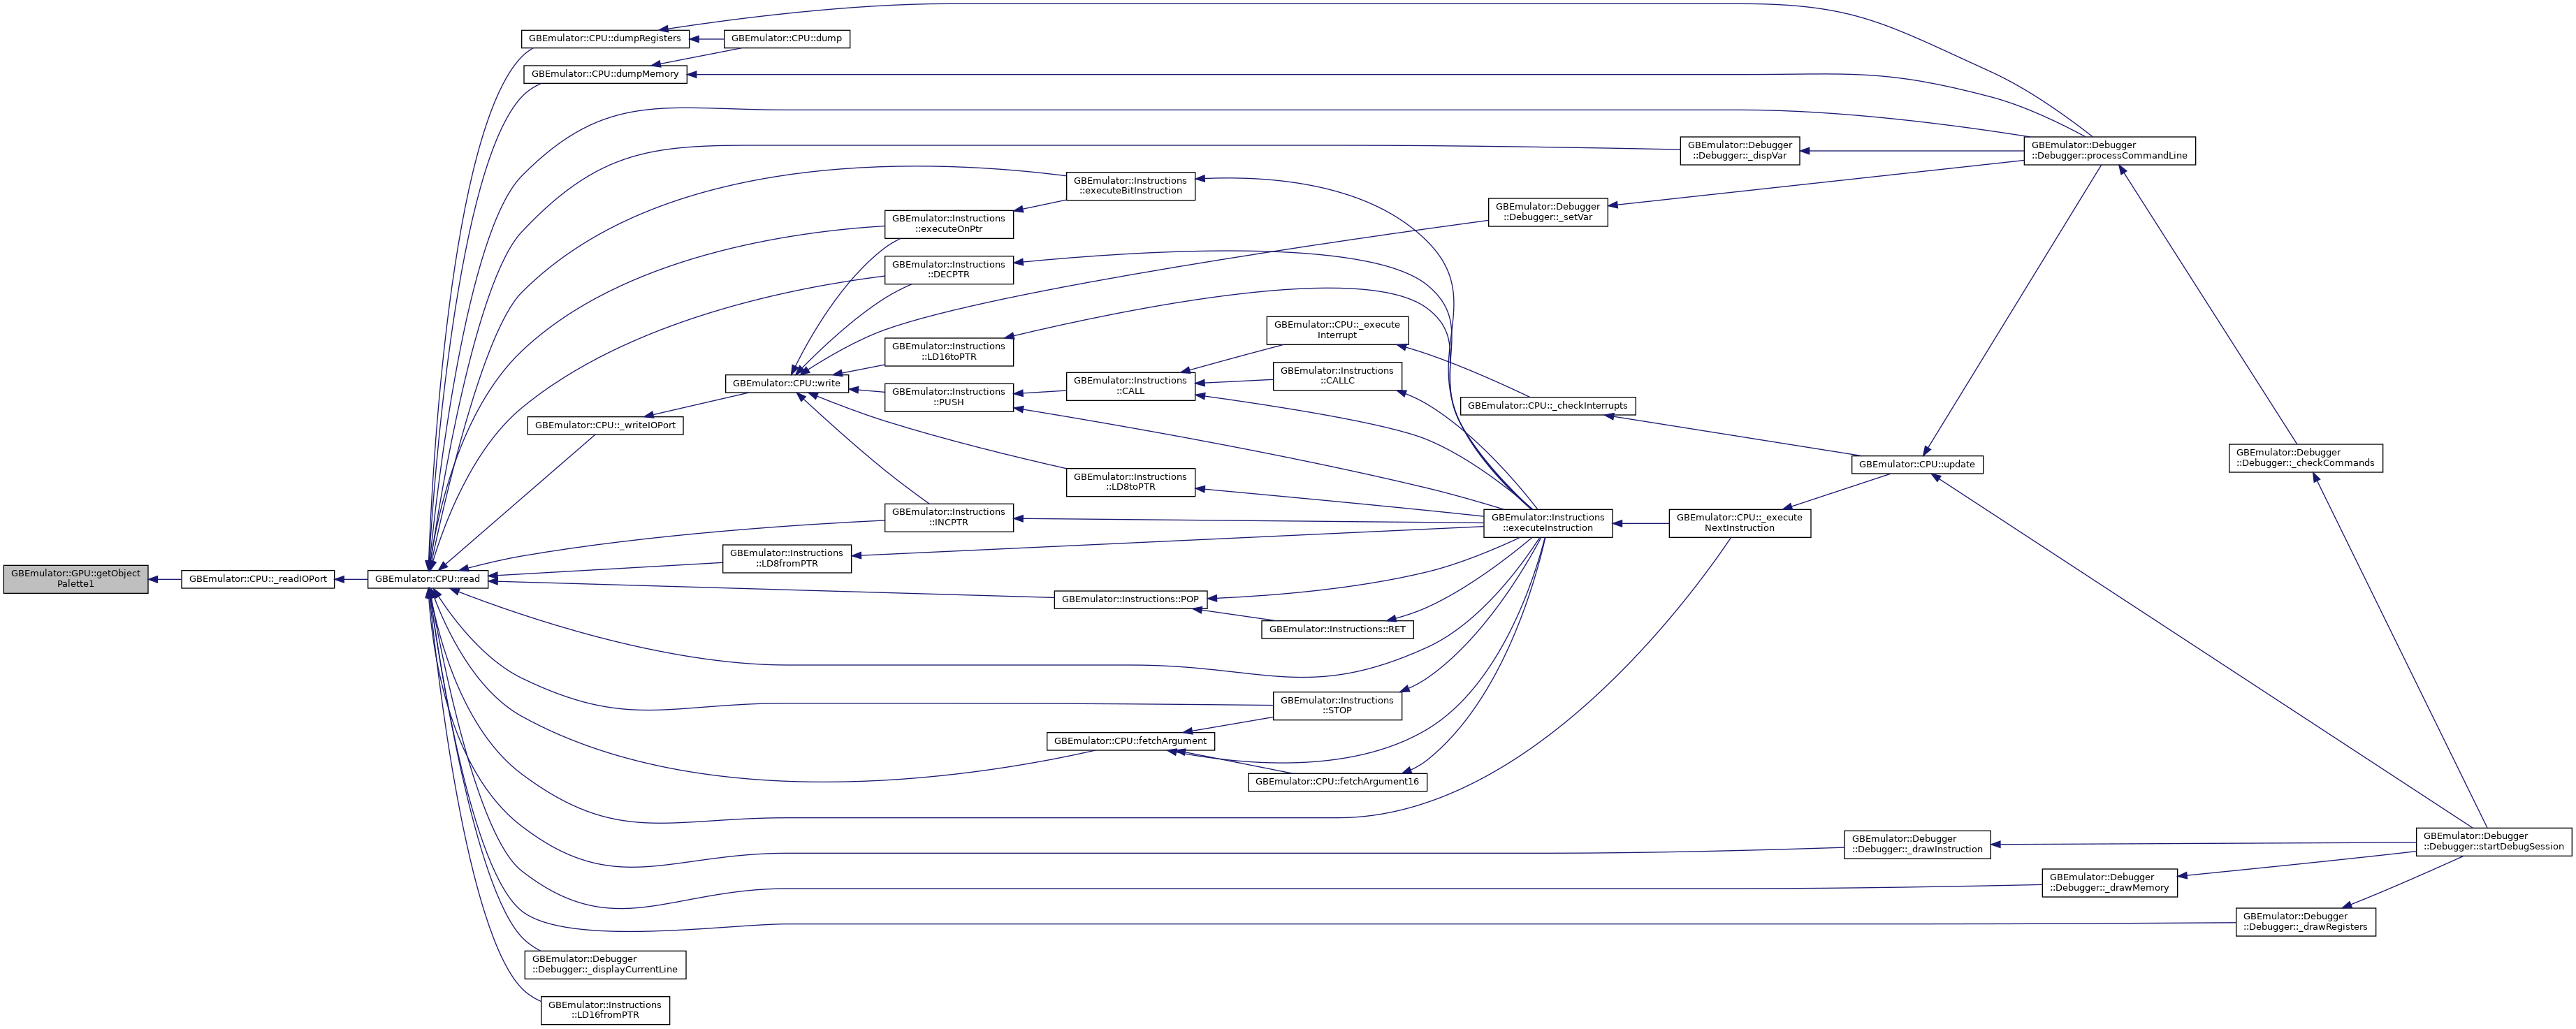 GBEmulator::CPU::dumpRegisters
GBEmulator::CPU::dump
GBEmulator::CPU::dumpMemory
GBEmulator::Debugger
::Debugger::_dispVar
GBEmulator::Debugger
::Debugger::processCommandLine
GBEmulator::Instructions
::executeBitInstruction
GBEmulator::Debugger
::Debugger::_setVar
GBEmulator::Instructions
::executeOnPtr
GBEmulator::Instructions
::DECPTR
GBEmulator::CPU::_execute
Interrupt
GBEmulator::Instructions
::LD16toPTR
GBEmulator::Instructions
::CALLC
GBEmulator::CPU::write
GBEmulator::Instructions
::CALL
GBEmulator::Instructions
::PUSH
GBEmulator::CPU::_checkInterrupts
GBEmulator::CPU::_writeIOPort
GBEmulator::Debugger
::Debugger::_checkCommands
GBEmulator::CPU::update
GBEmulator::Instructions
::LD8toPTR
GBEmulator::Instructions
::INCPTR
GBEmulator::Instructions
::executeInstruction
GBEmulator::CPU::_execute
NextInstruction
GBEmulator::Instructions
::LD8fromPTR
GBEmulator::GPU::getObject
Palette1
GBEmulator::CPU::_readIOPort
GBEmulator::CPU::read
GBEmulator::Instructions::POP
GBEmulator::Instructions::RET
GBEmulator::Instructions
::STOP
GBEmulator::CPU::fetchArgument
GBEmulator::CPU::fetchArgument16
GBEmulator::Debugger
::Debugger::_drawInstruction
GBEmulator::Debugger
::Debugger::startDebugSession
GBEmulator::Debugger
::Debugger::_drawMemory
GBEmulator::Debugger
::Debugger::_drawRegisters
GBEmulator::Debugger
::Debugger::_displayCurrentLine
GBEmulator::Instructions
::LD16fromPTR